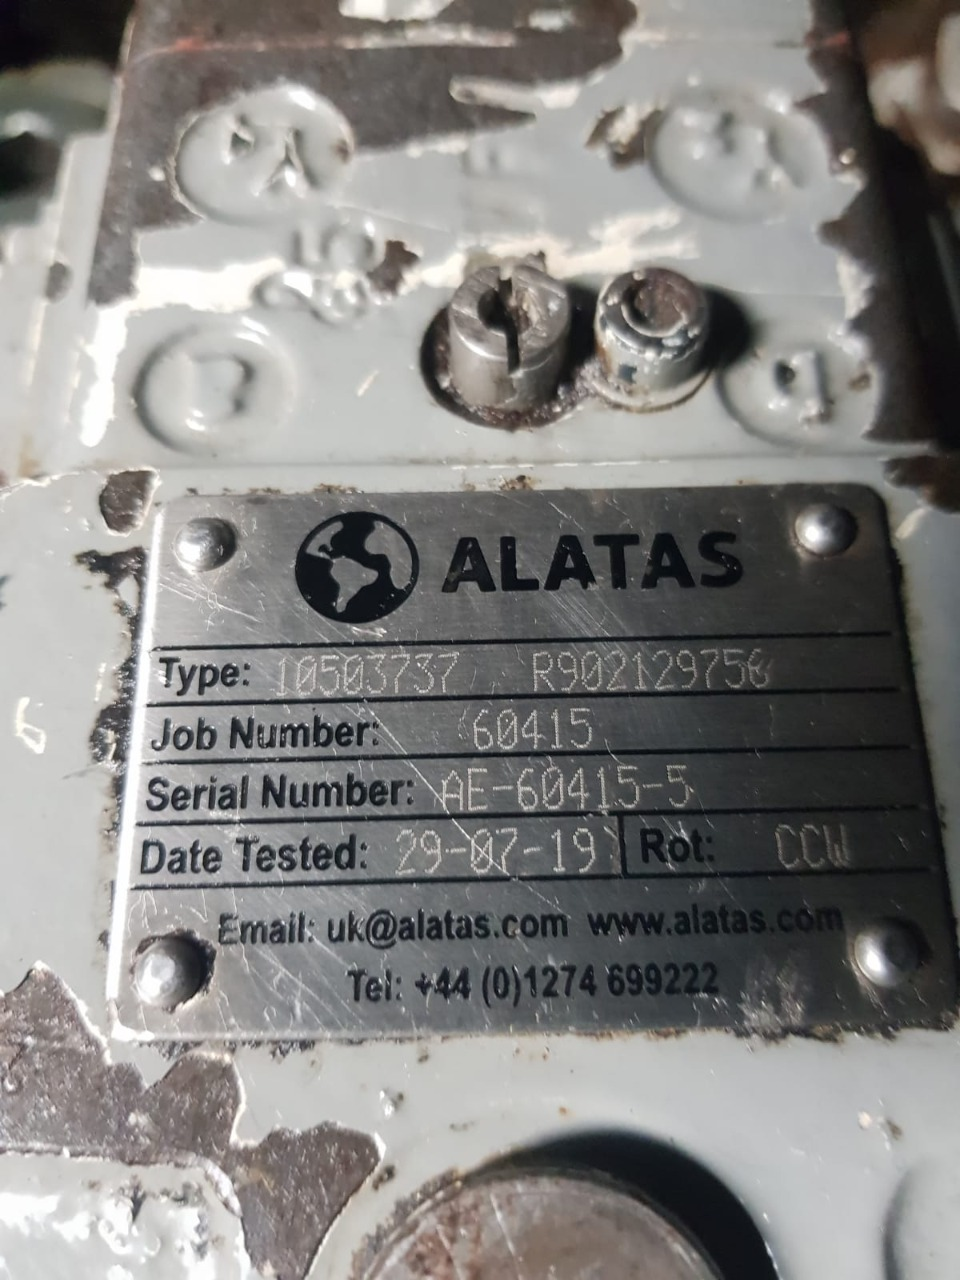 ALATAS
Type: 10503737 R902129758
Job Number: 60415
Serial Number: AE-60415-5
Date Tested: 29-07-19 Rot: CCW
Email: uk@alatas.com www.alatas.com
Tel: +44 (0)1274 699222